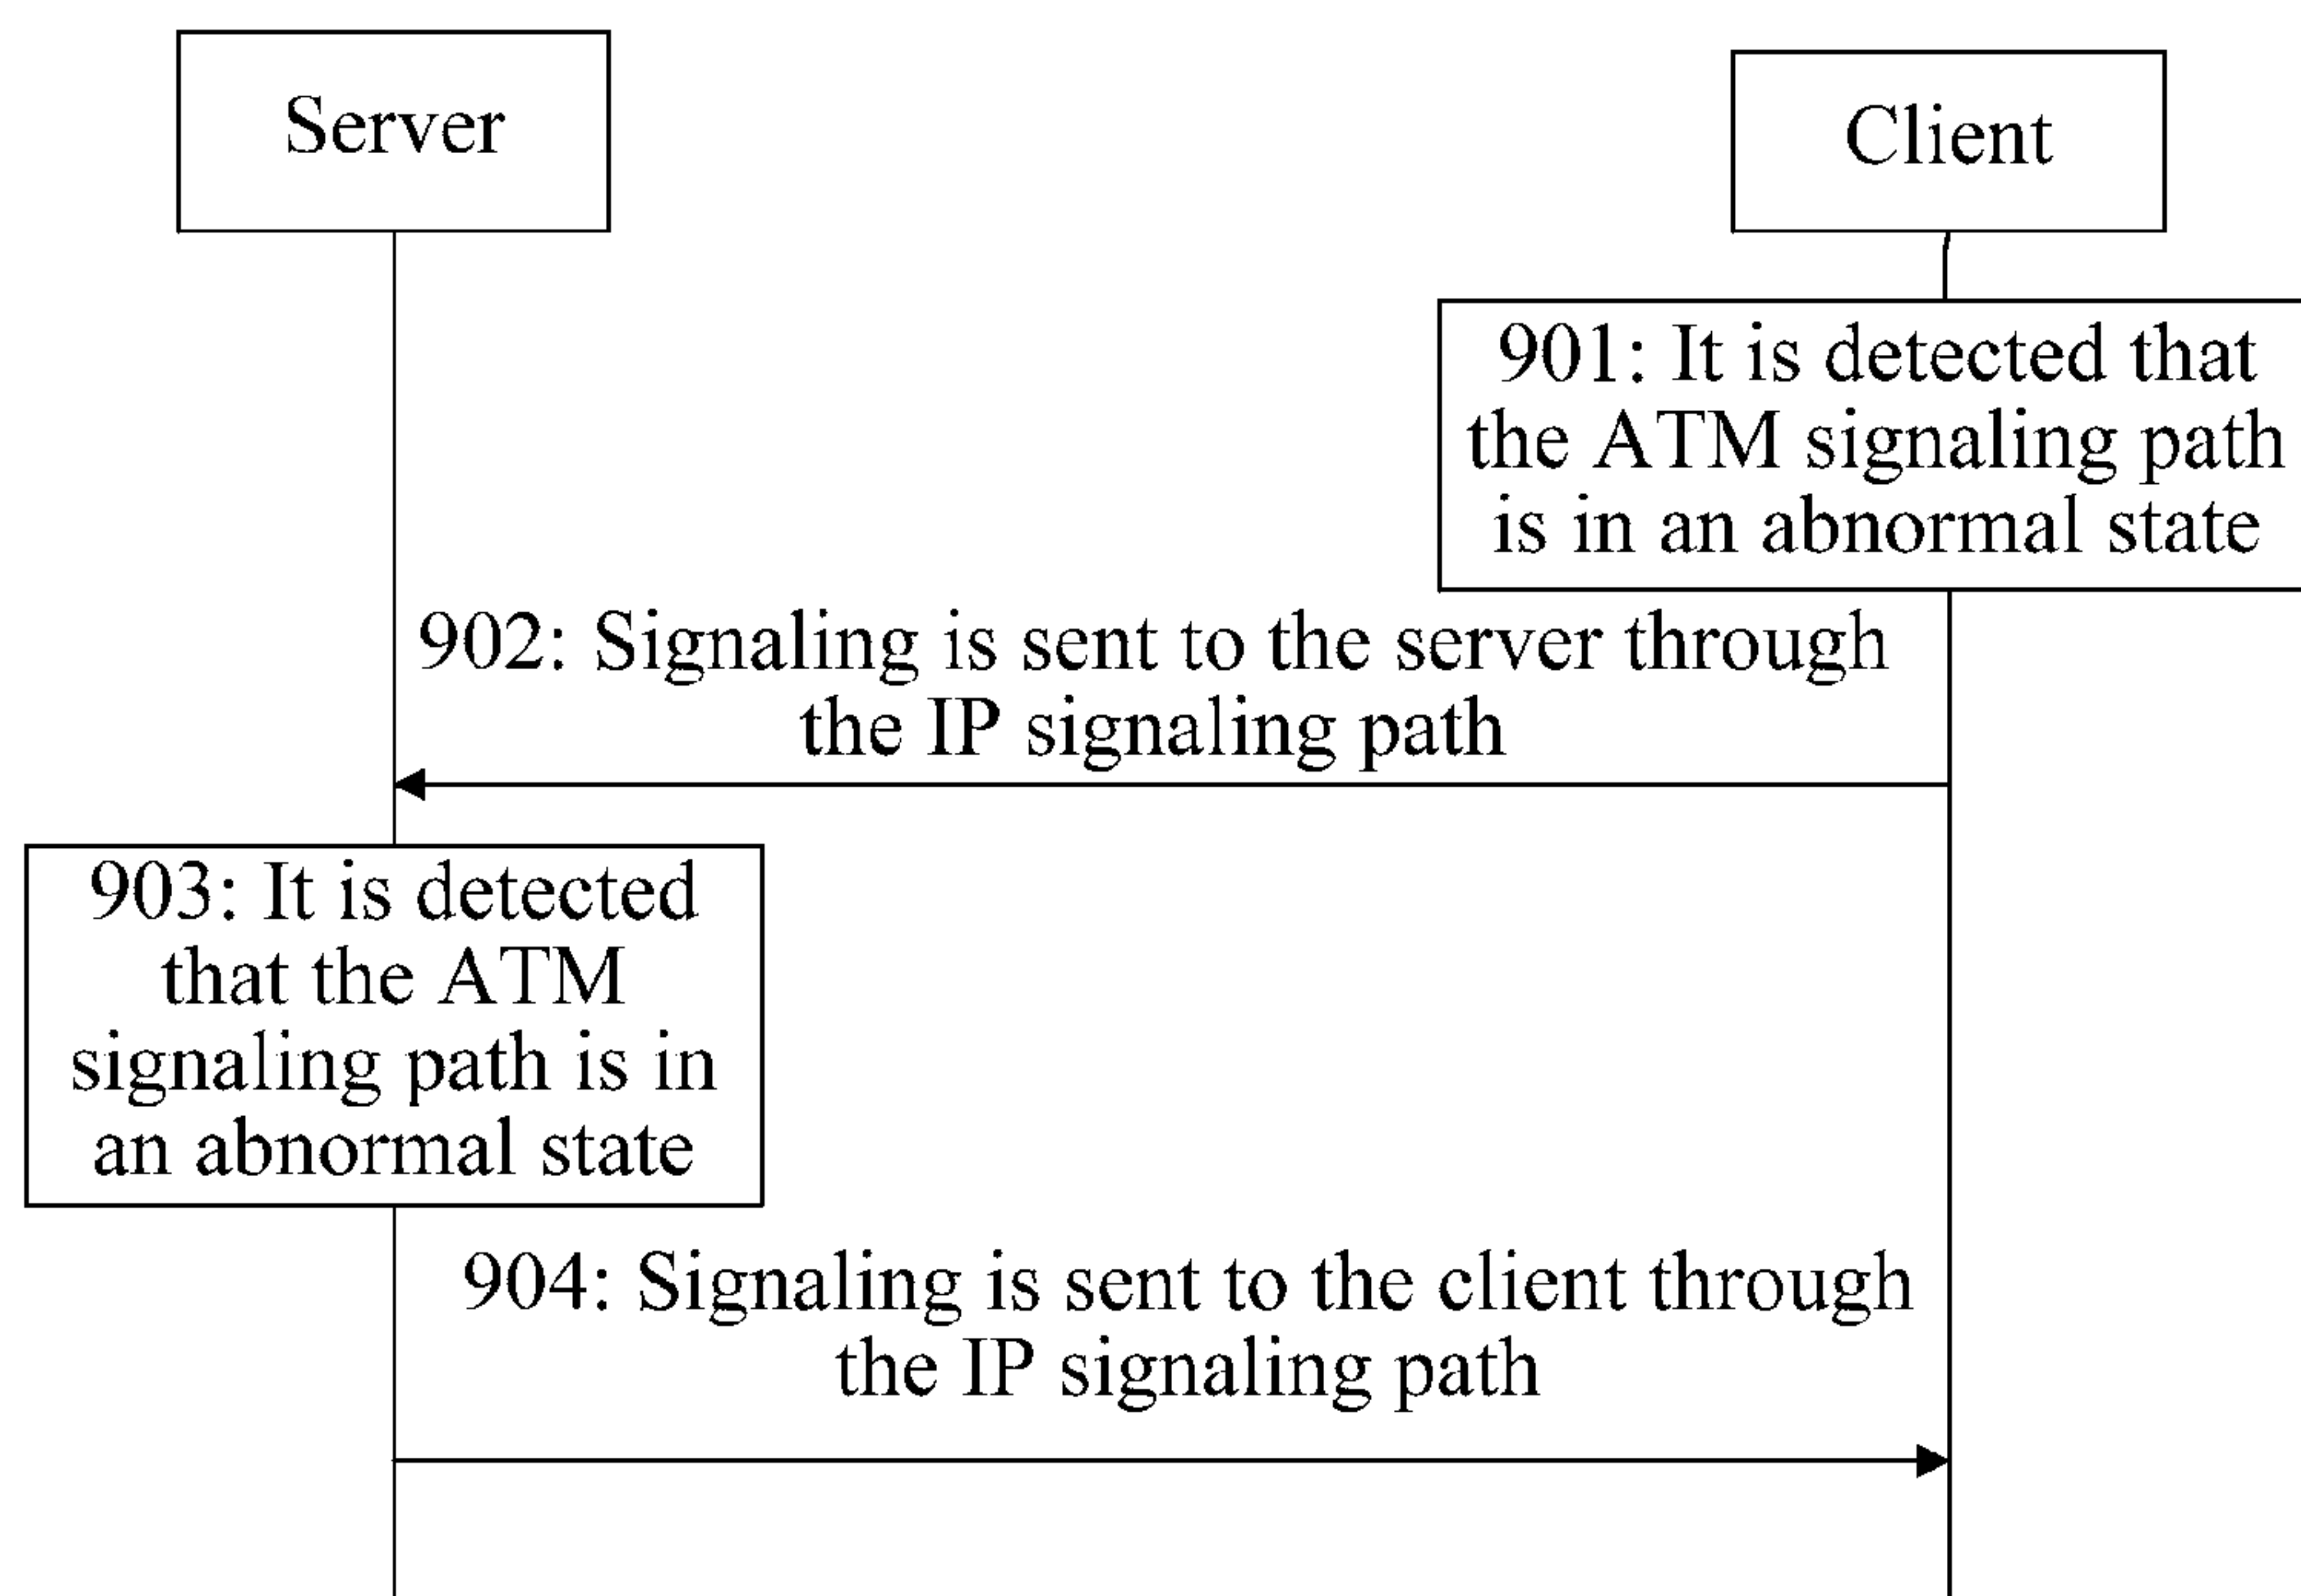 Server
Client
901: It is detected that
the ATM signaling path
is in an abnormal state
902: Signaling is sent to the server through
the IP signaling path
903: It is detected
that the ATM
signaling path is in
an abnormal state
904: Signaling is sent to the client through
the IP signaling path